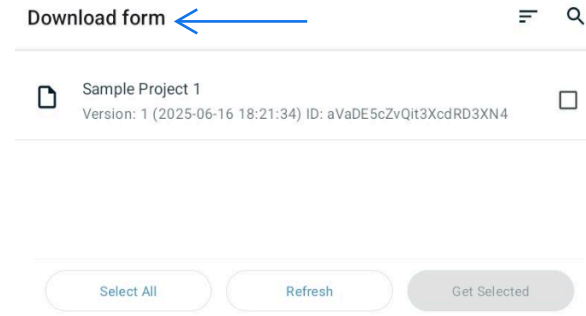 Download form
Sample Project 1
Version: 1 (2025-06-16 18:21:34) ID: aVaDE5cZvQit3XcdRD3XN4
Select All
Refresh
Get Selected